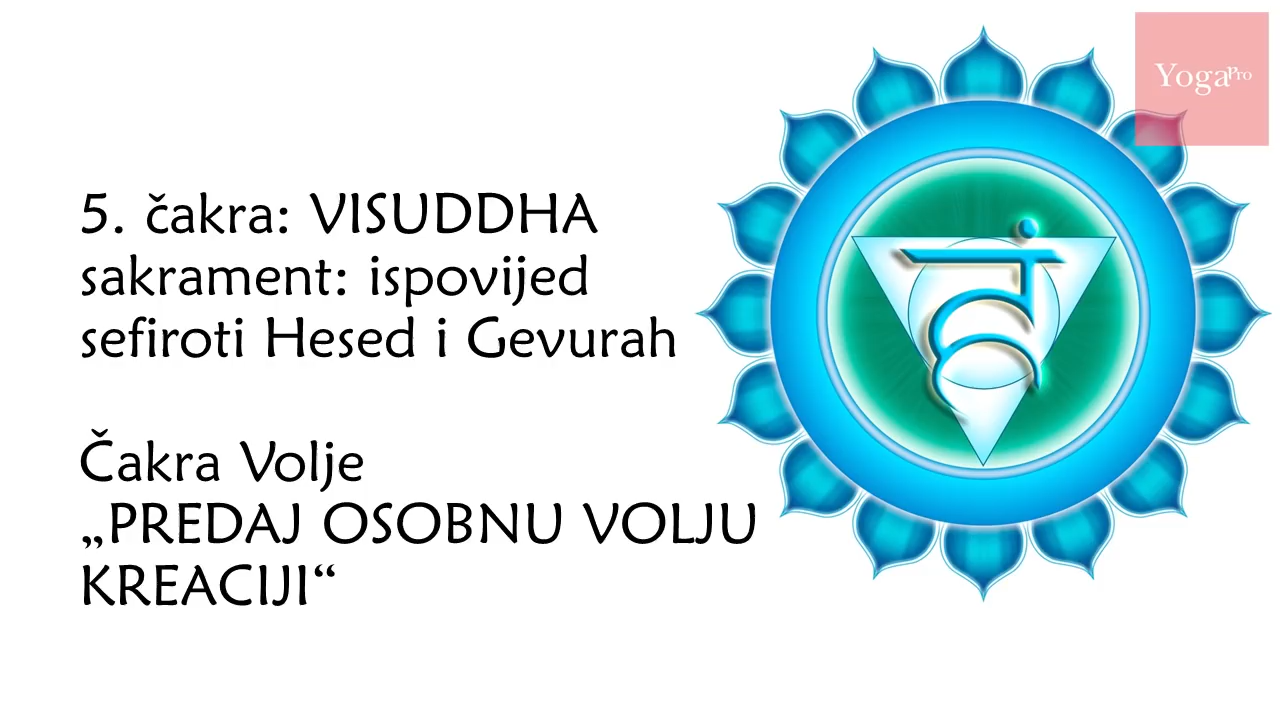 5. čakra: VISUDDHA
sakrament: ispovijed
sefiroti Hesed i Gevurah
Čakra Volje
„PREDAJ OSOBNU VOLJU
KREACIJI“
हं
YogaPro